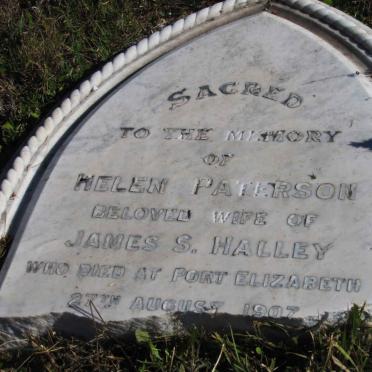 SACRED
TO THE MEMORY
OF
HELEN PATERSON
BELOVED WIFE OF
JAMES S. HALLEY
WHO DIED AT PORT ELIZABETH
27TH AUGUST 1907